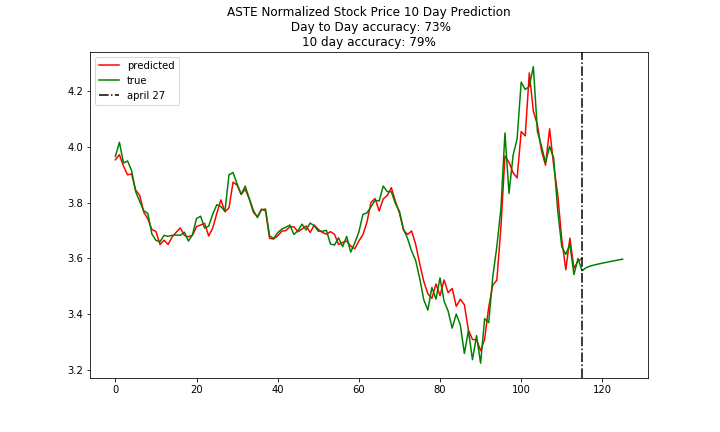 ASTE Normalized Stock Price 10 Day Prediction
Day to Day accuracy: 73%
10 day accuracy: 79%
predicted
true
april 27
4.2
4.0
3.8
3.6
3.4
3.2
0 20 40 60 80 100 120